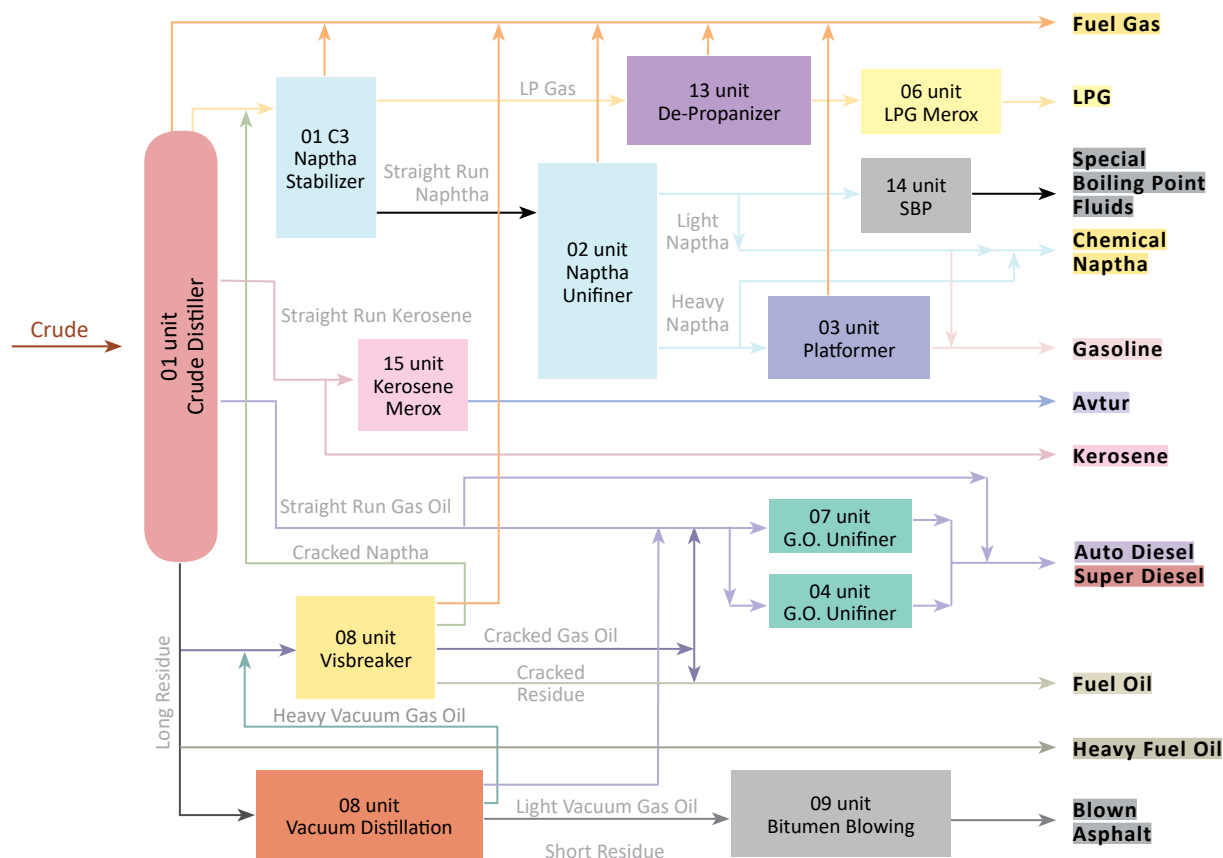 Fuel Gas
LP Gas
13 unit
De-Propanizer
06 unit
LPG Merox
LPG
01 C3
Naptha
Stabilizer
Straight Run
Naphtha
14 unit
SBP
Special
Boiling Point
Fluids
Light
Naptha
02 unit
Naptha
Unifiner
Chemical
Naptha
Heavy
Naptha
03 unit
Platformer
Gasoline
Crude
01 unit
Crude Distiller
Straight Run Kerosene
15 unit
Kerosene
Merox
Avtur
Kerosene
Straight Run Gas Oil
07 unit
G.O. Unifiner
Cracked Naptha
04 unit
G.O. Unifiner
Auto Diesel
Super Diesel
08 unit
Visbreaker
Cracked Gas Oil
Cracked
Residue
Fuel Oil
Long Residue
Heavy Vacuum Gas Oil
Heavy Fuel Oil
08 unit
Vacuum Distillation
Light Vacuum Gas Oil
Short Residue
09 unit
Bitumen Blowing
Blown
Asphalt